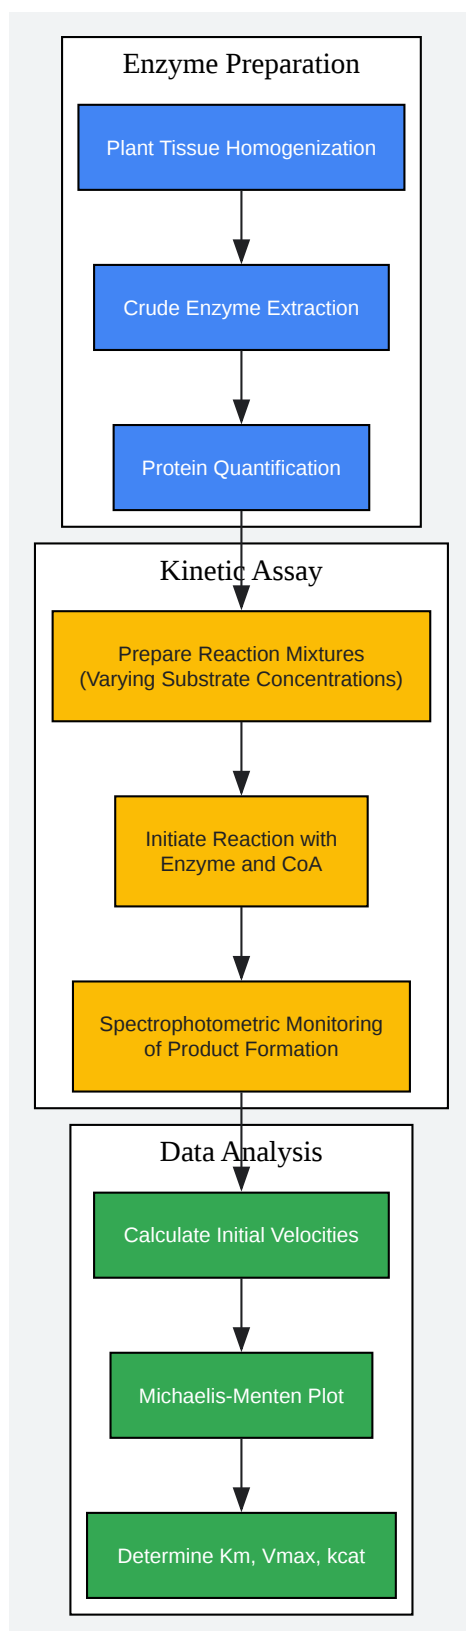 Enzyme Preparation
Plant Tissue Homogenization
Crude Enzyme Extraction
Protein Quantification
Kinetic Assay
Prepare Reaction Mixtures
(Varying Substrate Concentrations)
Initiate Reaction with
Enzyme and CoA
Spectrophotometric Monitoring
of Product Formation
Data Analysis
Calculate Initial Velocities
Michaelis-Menten Plot
Determine Km, Vmax, kcat